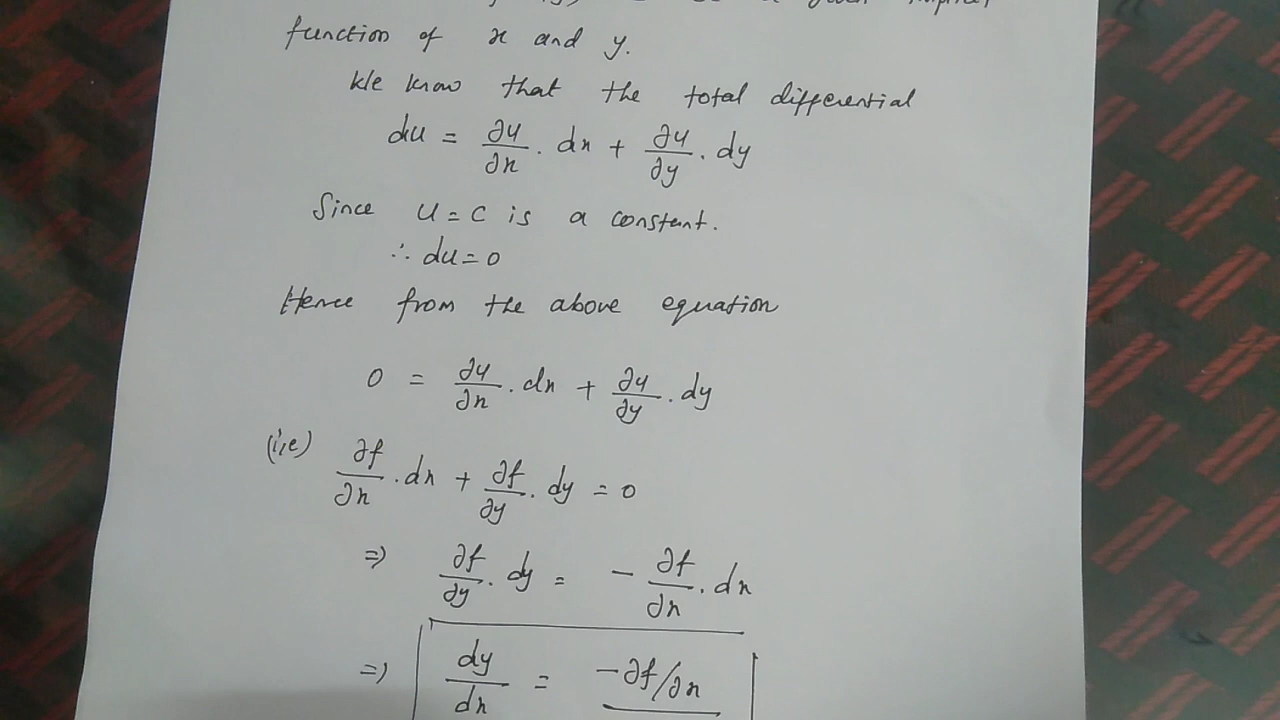 function of x and y.
We know that the total differential
du = ∂u/∂x . dx + ∂u/∂y . dy
Since u = c is a constant.
∴ du = 0
Hence from the above equation
0 = ∂u/∂x . dx + ∂u/∂y . dy
(i,e) ∂f/∂x . dx + ∂f/∂y . dy = 0
⇒ ∂f/∂y . dy = - ∂f/∂x . dx
⇒ dy/dx = -∂f/∂x